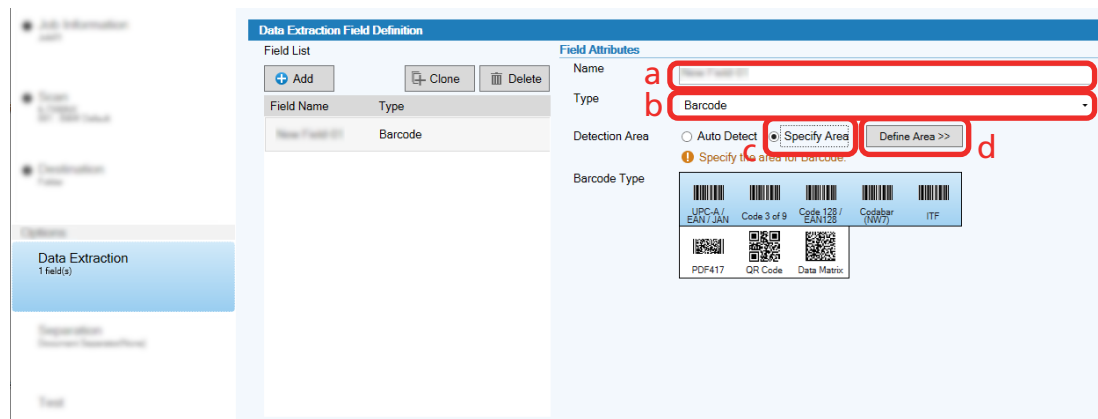 Data Extraction Field Definition
Field List
Add
Clone
Delete
Field Name Type
Barcode
Field Attributes
Name
a
Type
b
Barcode
Detection Area
Auto Detect
Specify Area
Define Area >>
c
d
Specify the area for Barcode.
Barcode Type
UPC-A /
EAN / JAN
Code 3 of 9
Code 128 /
EAN128
Codabar
(NW7)
ITF
PDF417
QR Code
Data Matrix
Data Extraction
1 field(s)